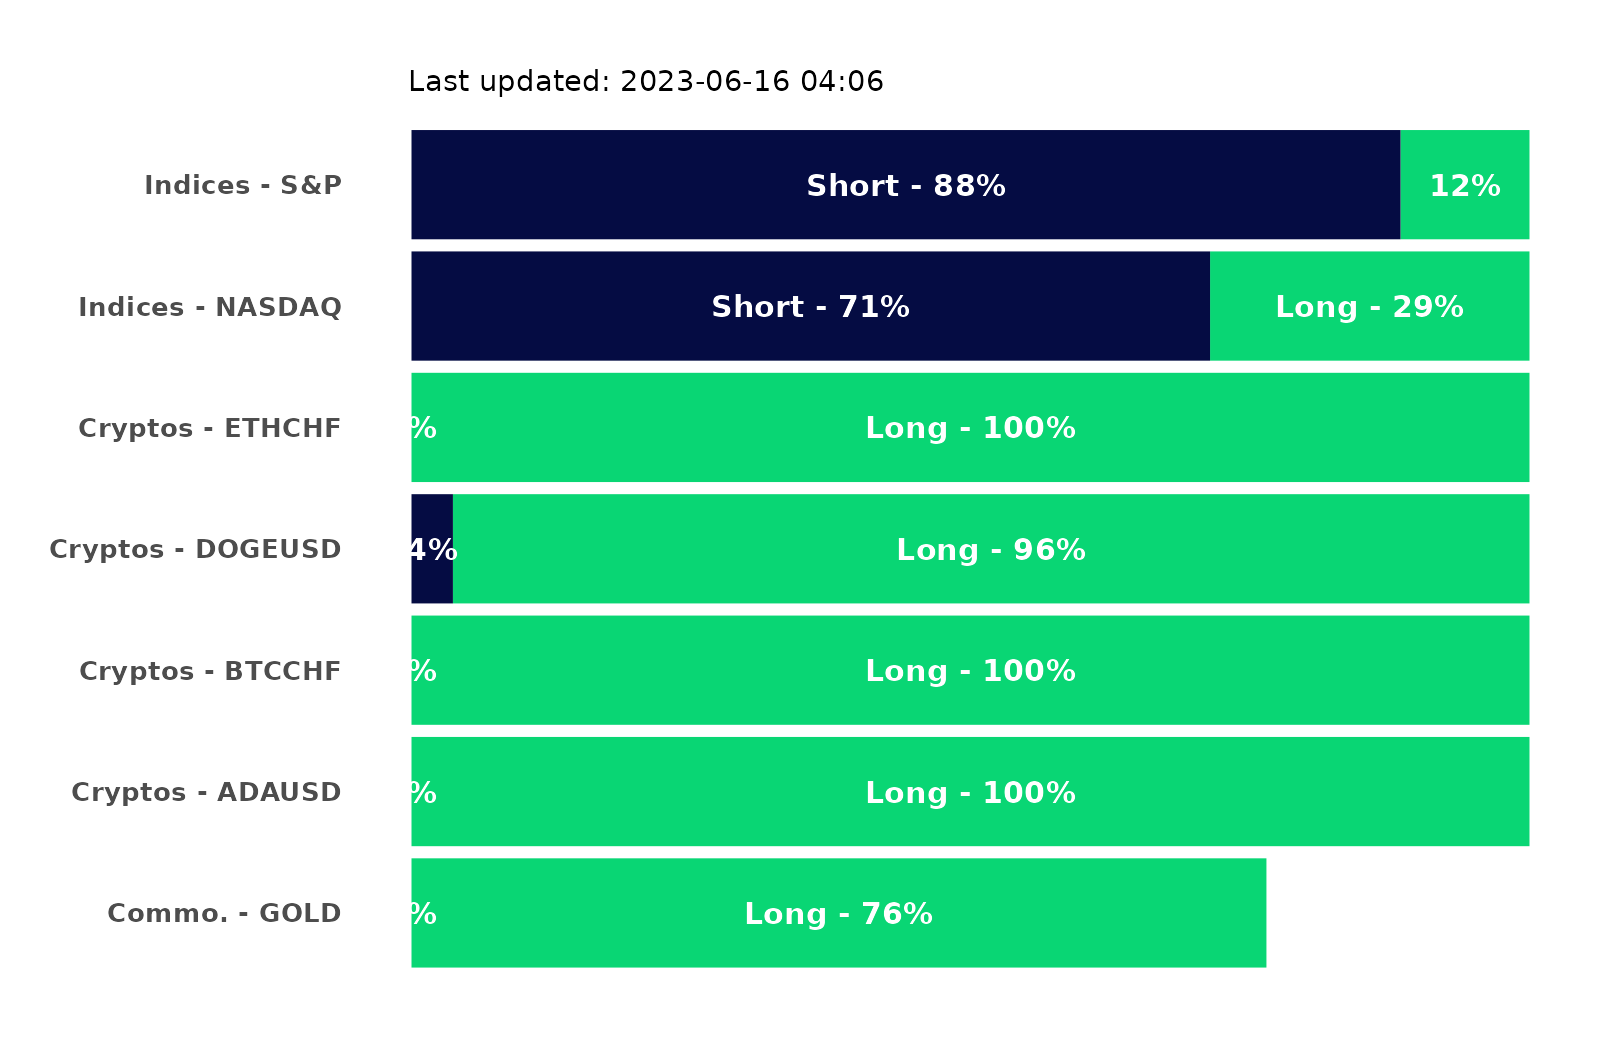 Last updated: 2023-06-16 04:06
Indices - S&P Short - 88% 12%
Indices - NASDAQ Short - 71% Long - 29%
Cryptos - ETHCHF % Long - 100%
Cryptos - DOGEUSD 4% Long - 96%
Cryptos - BTCCHF % Long - 100%
Cryptos - ADAUSD % Long - 100%
Commo. - GOLD % Long - 76%